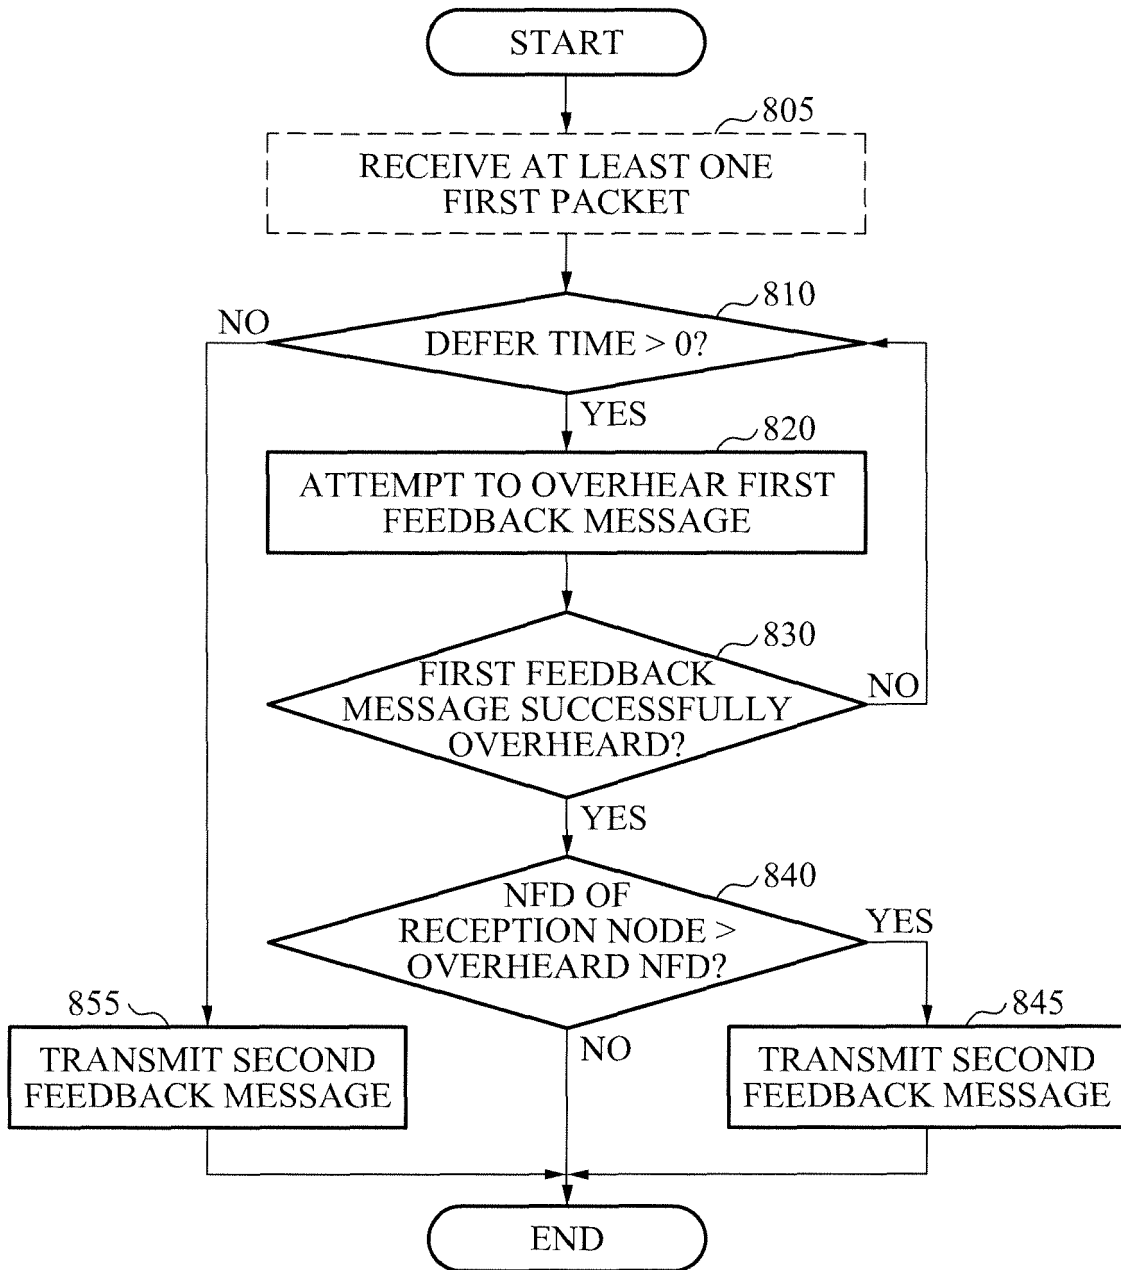 START
805
RECEIVE AT LEAST ONE
FIRST PACKET
810
NO
DEFER TIME > 0?
YES
820
ATTEMPT TO OVERHEAR FIRST
FEEDBACK MESSAGE
830
FIRST FEEDBACK
MESSAGE SUCCESSFULLY
OVERHEARD?
NO
YES
840
NFD OF
RECEPTION NODE >
OVERHEARD NFD?
YES
NO
855
TRANSMIT SECOND
FEEDBACK MESSAGE
845
TRANSMIT SECOND
FEEDBACK MESSAGE
END